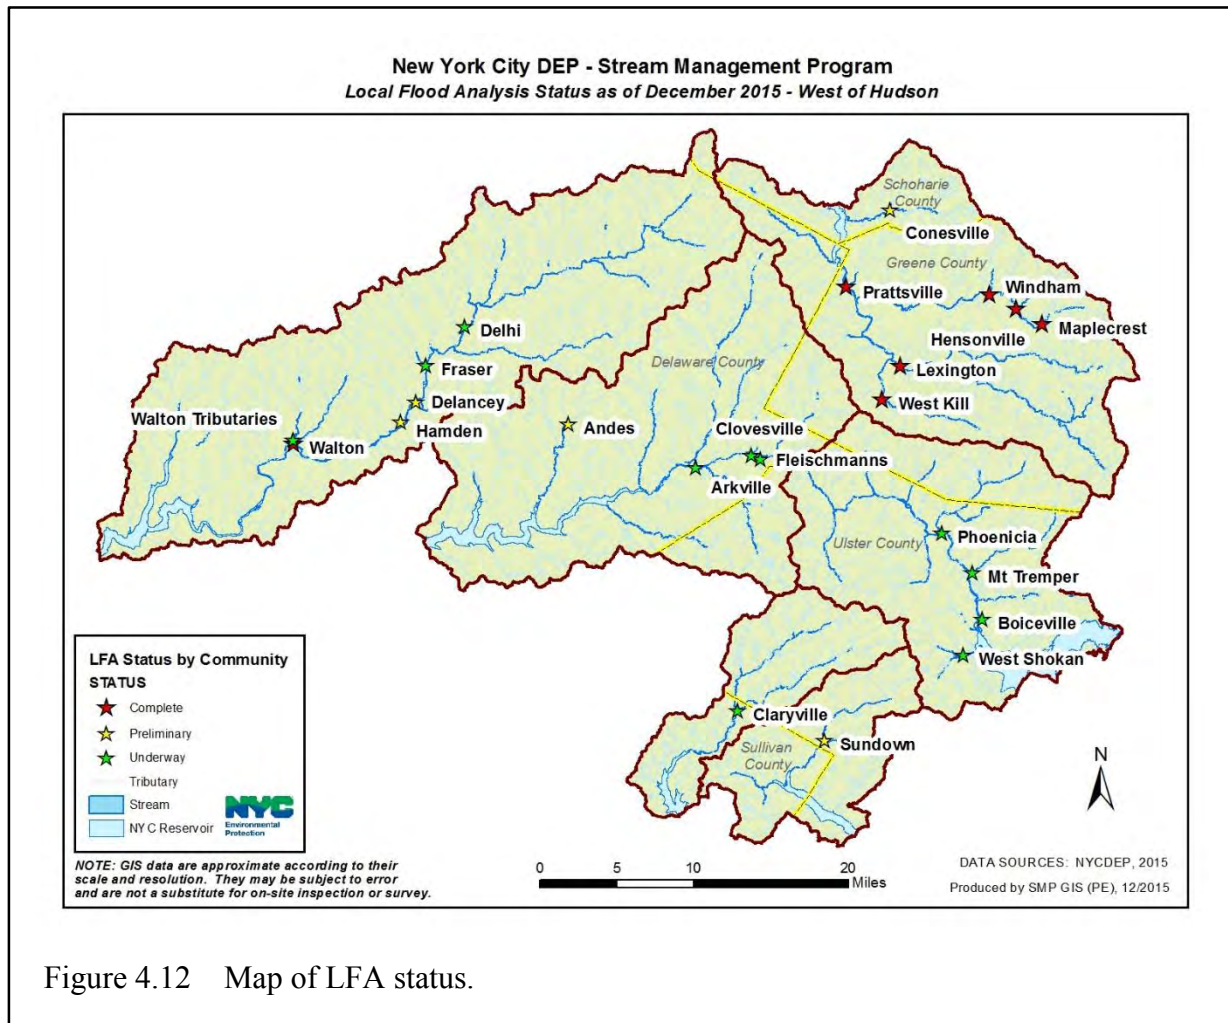 New York City DEP - Stream Management Program
Local Flood Analysis Status as of December 2015 - West of Hudson
Schoharie
County
Conesville
Greene County
Prattsville
Windham
Hensonville
Maplecrest
Delhi
Delaware County
Lexington
Fraser
West Kill
Delancey
Walton Tributaries
Hamden
Andes
Clovesville
Walton
Fleischmanns
Arkville
Phoenicia
Ulster County
Mt Tremper
Boiceville
West Shokan
Claryville
Sundown
Sullivan
County
LFA Status by Community
STATUS
Complete
Preliminary
Underway
Tributary
Stream
NYC Reservoir
NYC
Environmental
Protection
N
NOTE: GIS data are approximate according to their
scale and resolution. They may be subject to error
and are not a substitute for on-site inspection or survey.
0 5 10 20
Miles
DATA SOURCES: NYCDEP, 2015
Produced by SMP GIS (PE), 12/2015
Figure 4.12 Map of LFA status.